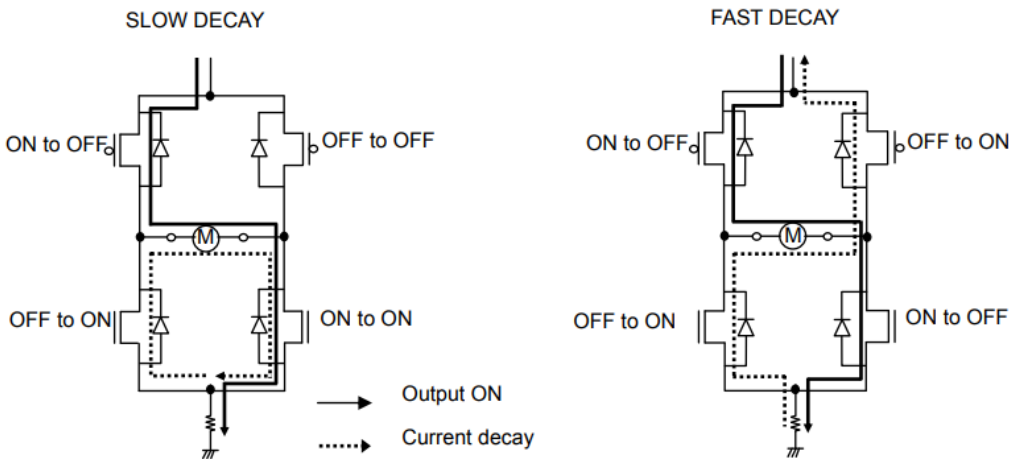 SLOW DECAY
FAST DECAY
ON to OFF
OFF to OFF
ON to OFF
OFF to ON
M
M
OFF to ON
ON to ON
OFF to ON
ON to OFF
Output ON
Current decay